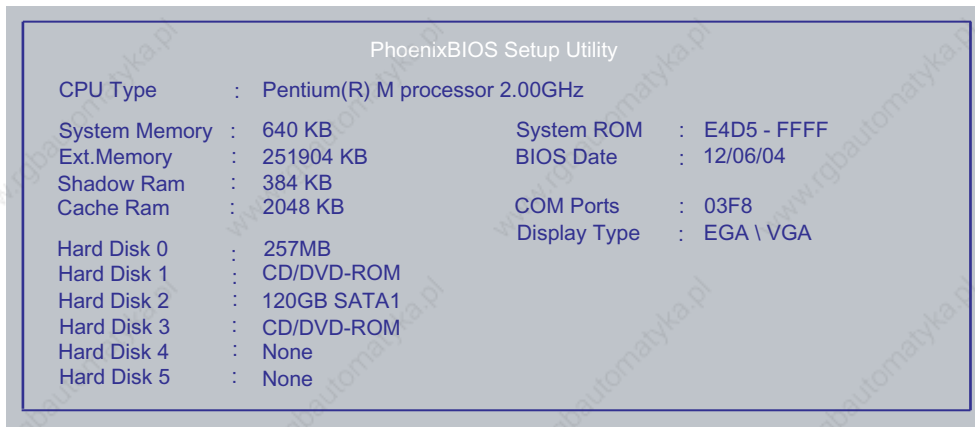 PhoenixBIOS Setup Utility
CPU Type : Pentium(R) M processor 2.00GHz
System Memory : 640 KB System ROM : E4D5 - FFFF
Ext.Memory : 251904 KB BIOS Date : 12/06/04
Shadow Ram : 384 KB
Cache Ram : 2048 KB COM Ports : 03F8
Display Type : EGA \ VGA
Hard Disk 0 : 257MB
Hard Disk 1 : CD/DVD-ROM
Hard Disk 2 : 120GB SATA1
Hard Disk 3 : CD/DVD-ROM
Hard Disk 4 : None
Hard Disk 5 : None
www.rgbautomatyka.pl